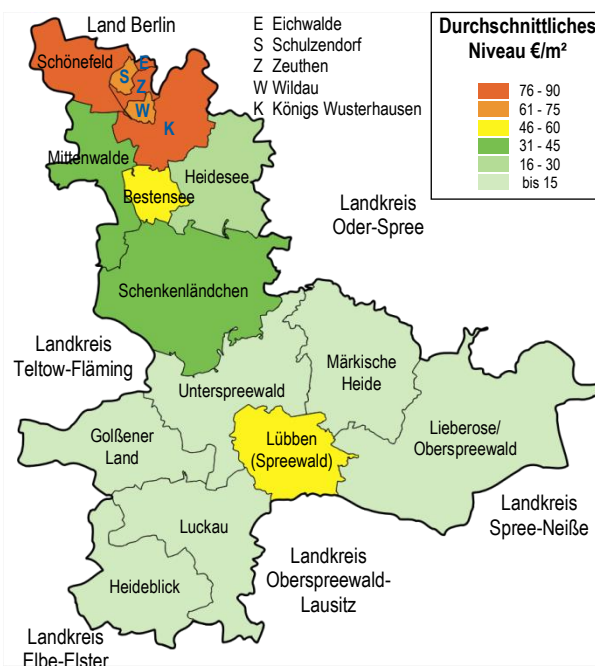 Land Berlin
E Eichwalde
S Schulzendorf
Z Zeuthen
W Wildau
K Königs Wusterhausen
Durchschnittliches
Niveau €/m²
76 - 90
61 - 75
46 - 60
31 - 45
16 - 30
bis 15
Schönefeld
E
S
Z
W
K
Mittenwalde
Heidesee
Bestensee
Landkreis
Oder-Spree
Schenkenländchen
Landkreis
Teltow-Fläming
Unterspreewald
Märkische
Heide
Golßener
Land
Lübben
(Spreewald)
Lieberose/
Oberspreewald
Landkreis
Spree-Neiße
Luckau
Landkreis
Oberspreewald-
Lausitz
Heideblick
Landkreis
Elbe-Elster